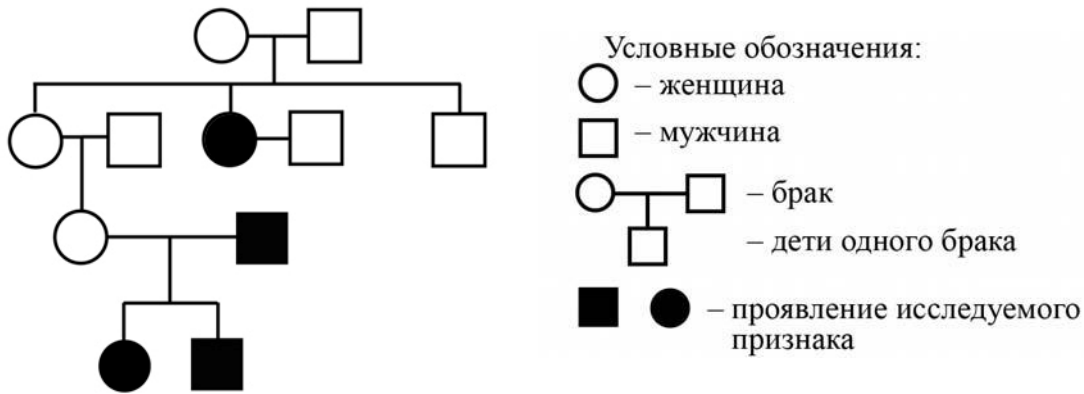 Условные обозначения:
– женщина
– мужчина
– брак
– дети одного брака
– проявление исследуемого
признака